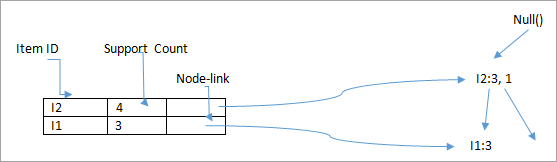 Null()
Item ID Support Count
Node-link
I2:3, 1
I2 4
I1 3
I1:3